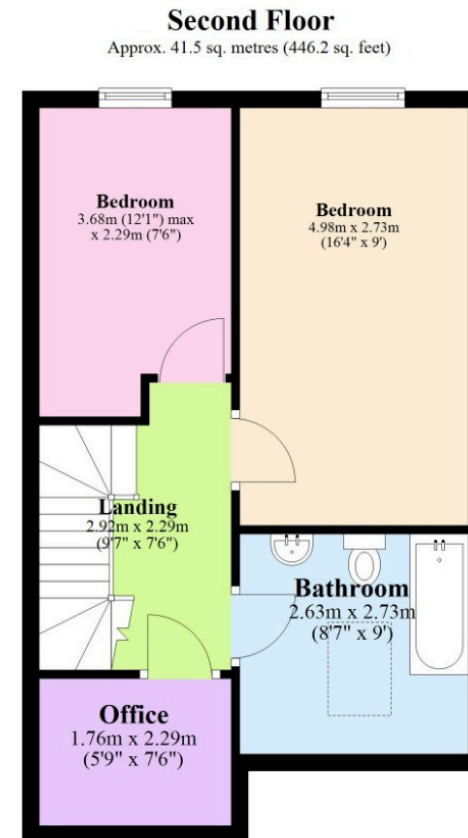 Second Floor
Approx. 41.5 sq. metres (446.2 sq. feet)
Bedroom
3.68m (12'1") max
x 2.29m (7'6")
Bedroom
4.98m x 2.73m
(16'4" x 9')
Landing
2.92m x 2.29m
(9'7" x 7'6")
Bathroom
2.63m x 2.73m
(8'7" x 9')
Office
1.76m x 2.29m
(5'9" x 7'6")